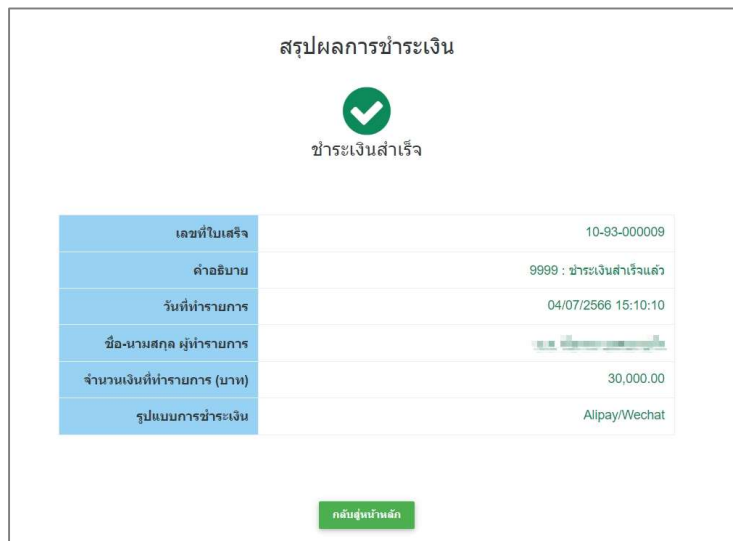 สรุปผลการชำระเงิน
ชำระเงินสำเร็จ
เลขที่ใบเสร็จ 10-93-000009
คำอธิบาย 9999 : ชำระเงินสำเร็จแล้ว
วันที่ทำรายการ 04/07/2566 15:10:10
ชื่อ-นามสกุล ผู้ทำรายการ
จำนวนเงินที่ทำรายการ (บาท) 30,000.00
รูปแบบการชำระเงิน Alipay/Wechat
กลับสู่หน้าหลัก